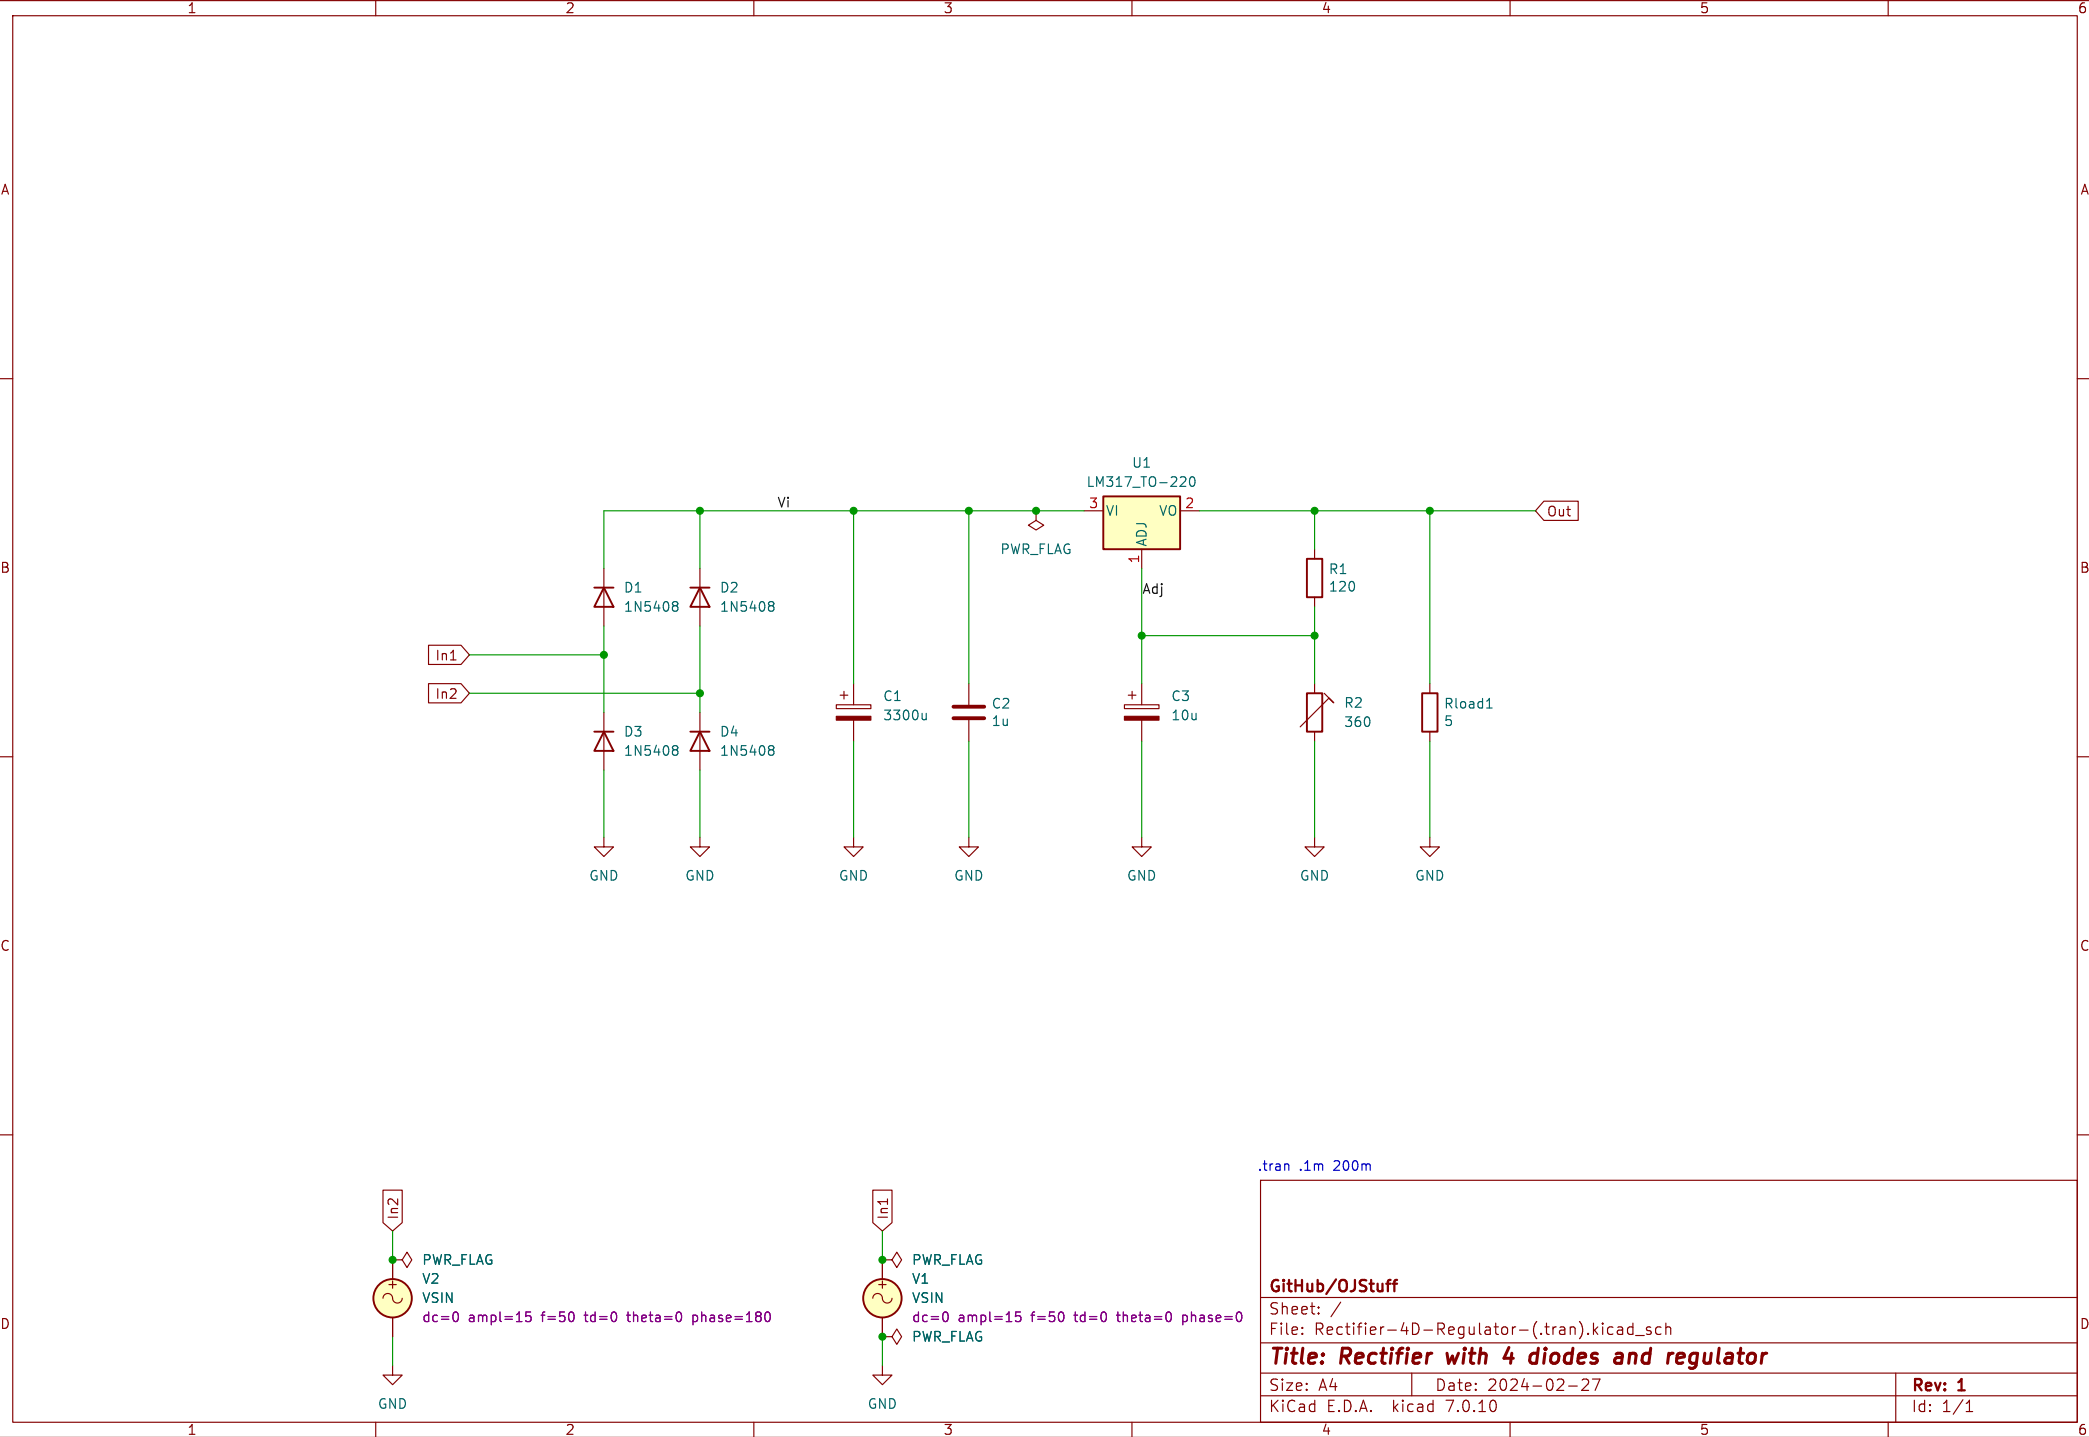 1 2 3 4 5 6
A A
U1
LM317_TO-220
Vi
3 VI VO 2
ADJ
1
Out
PWR_FLAG
B B
R1
120
Adj
D1
1N5408
D2
1N5408
In1
In2
C1
3300u
C2
1u
C3
10u
R2
360
Rload1
5
+
+
D3
1N5408
D4
1N5408
GND GND GND GND GND GND GND
C C
.tran .1m 200m
In2
PWR_FLAG
V2
+
VSIN
dc=0 ampl=15 f=50 td=0 theta=0 phase=180
GND
In1
PWR_FLAG
V1
+
VSIN
dc=0 ampl=15 f=50 td=0 theta=0 phase=0
PWR_FLAG
GND
D D
GitHub/OJStuff
Sheet: /
File: Rectifier-4D-Regulator-(.tran).kicad_sch
Title: Rectifier with 4 diodes and regulator
Size: A4 Date: 2024-02-27 Rev: 1
KiCad E.D.A. kicad 7.0.10 Id: 1/1
1 2 3 4 5 6